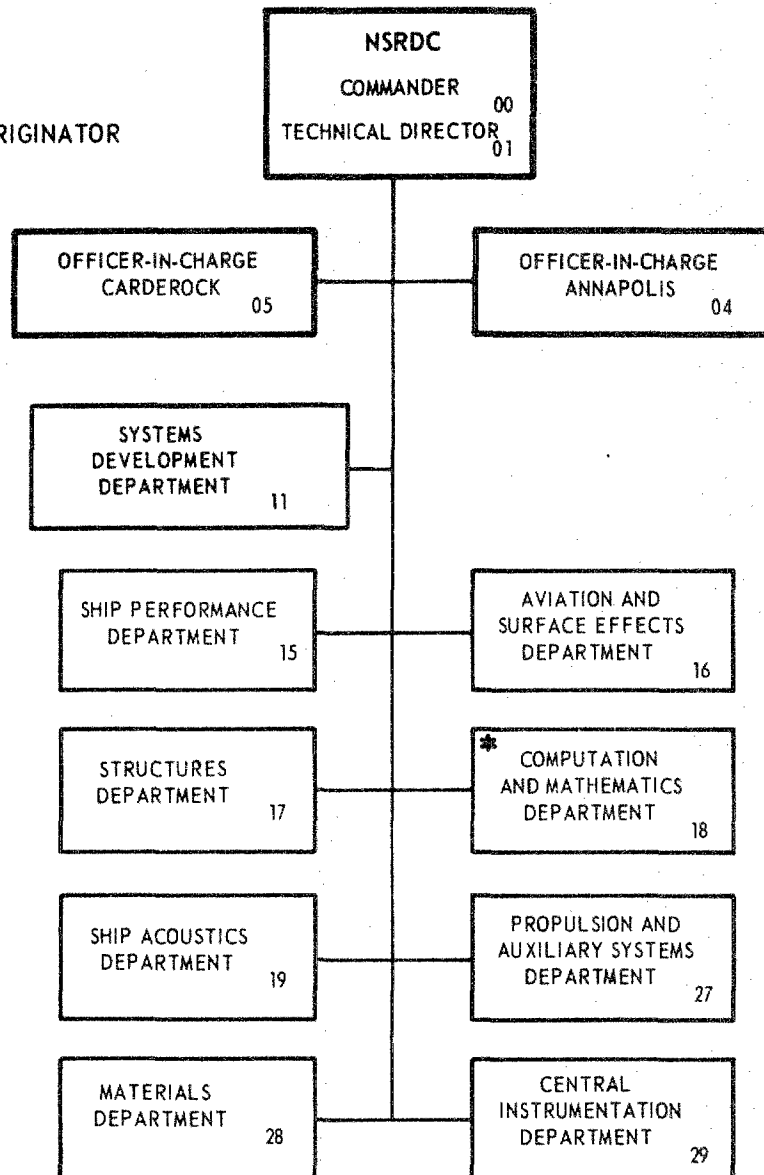 NSRDC
COMMANDER
00
TECHNICAL DIRECTOR
01
RIGINATOR
OFFICER-IN-CHARGE
CARDEROCK
05
OFFICER-IN-CHARGE
ANNAPOLIS
04
SYSTEMS
DEVELOPMENT
DEPARTMENT
11
SHIP PERFORMANCE
DEPARTMENT
15
AVIATION AND
SURFACE EFFECTS
DEPARTMENT
16
STRUCTURES
DEPARTMENT
17
* COMPUTATION
AND MATHEMATICS
DEPARTMENT
18
SHIP ACOUSTICS
DEPARTMENT
19
PROPULSION AND
AUXILIARY SYSTEMS
DEPARTMENT
27
MATERIALS
DEPARTMENT
28
CENTRAL
INSTRUMENTATION
DEPARTMENT
29